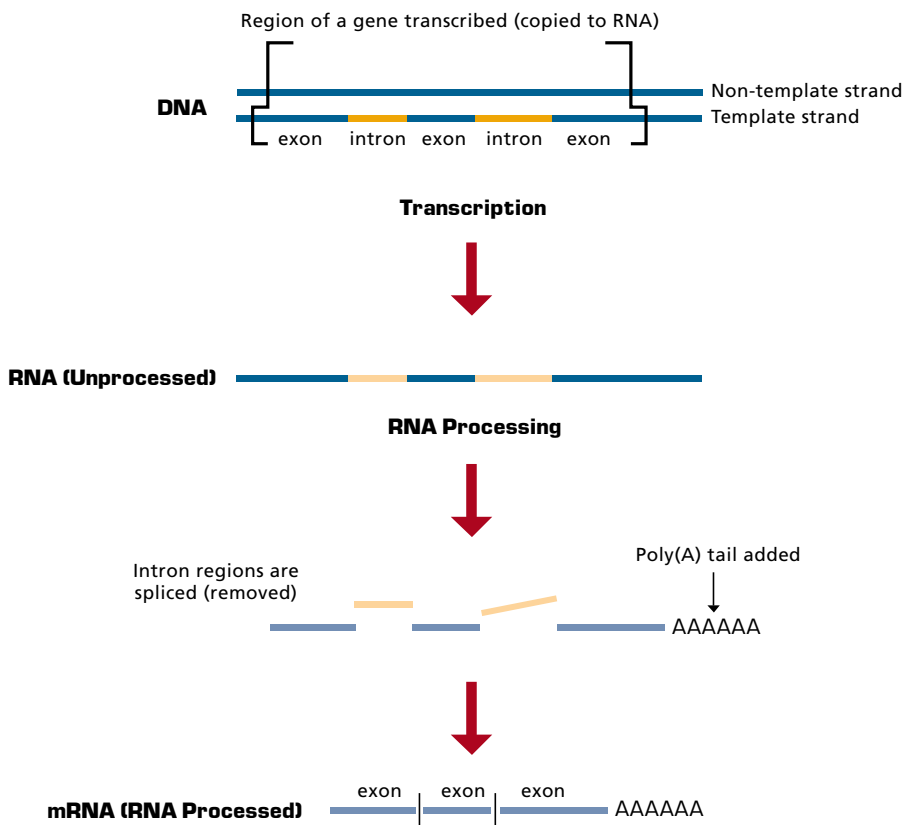 Region of a gene transcribed (copied to RNA)
Non-template strand
DNA
Template strand
exon intron exon intron exon
Transcription
RNA (Unprocessed)
RNA Processing
Poly(A) tail added
Intron regions are
spliced (removed)
AAAAAA
exon exon exon
mRNA (RNA Processed) AAAAAA